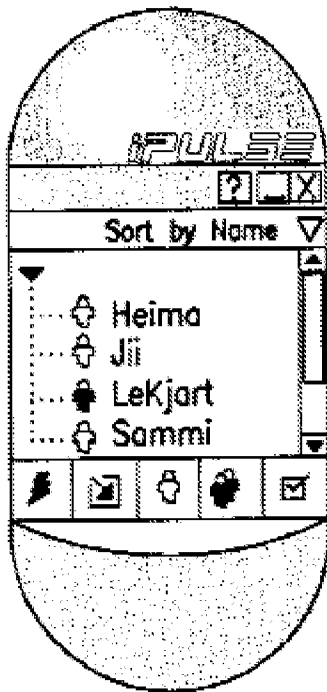 iPULSE
? _ X
Sort by Name
Heima
Jii
LeKjart
Sammi